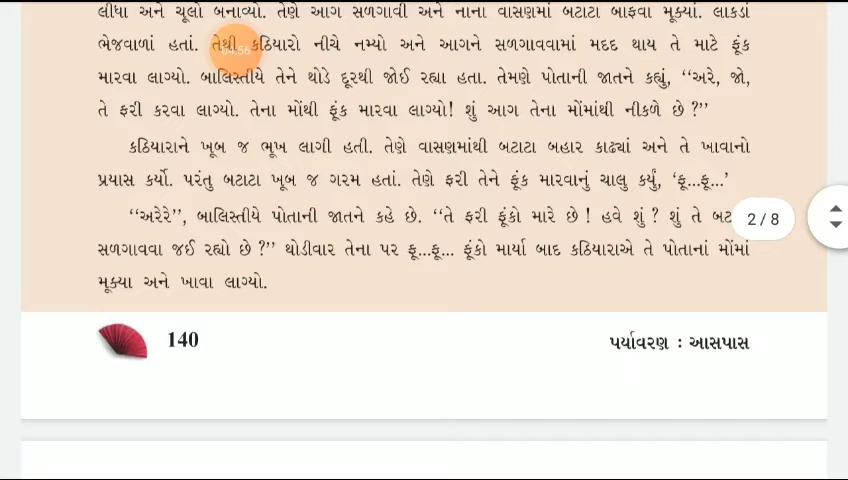 લીધા અને ચૂલો બનાવ્યો. તેણે આગ સળગાવી અને નાના વાસણમાં બટાટા બાફવા મૂક્યાં. લાકડાં
ભેજવાળાં હતાં. તેથી કઠિયારો નીચે નમ્યો અને આગને સળગાવવામાં મદદ થાય તે માટે ફૂંક
04:56
મારવા લાગ્યો. બાલિસ્તીયે તેને થોડે દૂરથી જોઈ રહ્યા હતા. તેમણે પોતાની જાતને કહ્યું, “અરે, જો,
તે ફરી કરવા લાગ્યો. તેના મોંથી ફૂંક મારવા લાગ્યો! શું આગ તેના મોંમાંથી નીકળે છે ?”
કઠિયારાને ખૂબ જ ભૂખ લાગી હતી. તેણે વાસણમાંથી બટાટા બહાર કાઢ્યાં અને તે ખાવાનો
પ્રયાસ કર્યો. પરંતુ બટાટા ખૂબ જ ગરમ હતાં. તેણે ફરી તેને ફૂંક મારવાનું ચાલુ કર્યું, ‘ફૂ...ફૂ...’
“અરેરે”, બાલિસ્તીયે પોતાની જાતને કહે છે. “તે ફરી ફૂંકો મારે છે ! હવે શું ? શું તે
2 / 8
સળગાવવા જઈ રહ્યો છે ?” થોડીવાર તેના પર ફૂ...ફૂ... ફૂંકો માર્યા બાદ કઠિયારાએ તે પોતાનાં મોંમાં
મૂક્યા અને ખાવા લાગ્યો.
140
પર્યાવરણ : આસપાસ